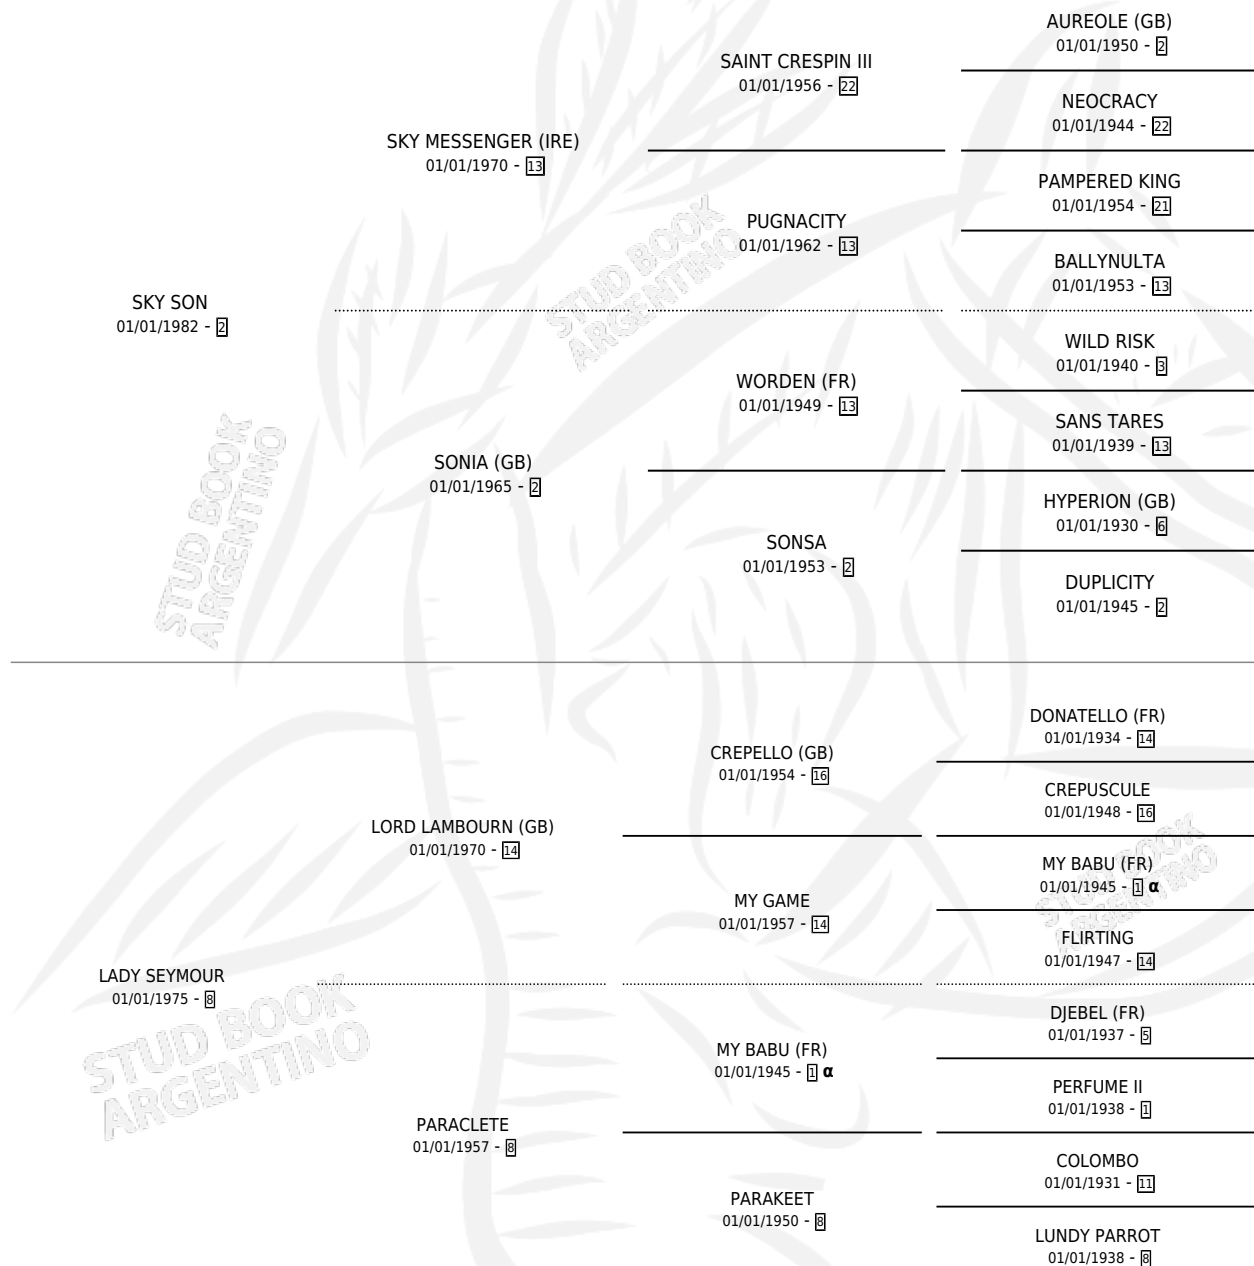 AUREOLE (GB)
01/01/1950 - 2
SAINT CRESPIN III
01/01/1956 - 22
NEOCRACY
01/01/1944 - 22
SKY MESSENGER (IRE)
01/01/1970 - 13
PAMPERED KING
01/01/1954 - 21
PUGNACITY
01/01/1962 - 13
BALLYNULTA
01/01/1953 - 13
SKY SON
01/01/1982 - 2
WILD RISK
01/01/1940 - 3
WORDEN (FR)
01/01/1949 - 13
SANS TARES
01/01/1939 - 13
SONIA (GB)
01/01/1965 - 2
HYPERION (GB)
01/01/1930 - 6
SONSA
01/01/1953 - 2
DUPLICITY
01/01/1945 - 2
DONATELLO (FR)
01/01/1934 - 14
CREPELLO (GB)
01/01/1954 - 16
CREPUSCULE
01/01/1948 - 16
LORD LAMBOURN (GB)
01/01/1970 - 14
MY BABU (FR)
01/01/1945 - 1 α
MY GAME
01/01/1957 - 14
FLIRTING
01/01/1947 - 14
LADY SEYMOUR
01/01/1975 - 8
DJEBEL (FR)
01/01/1937 - 5
MY BABU (FR)
01/01/1945 - 1 α
PERFUME II
01/01/1938 - 1
PARACLETE
01/01/1957 - 8
COLOMBO
01/01/1931 - 11
PARAKEET
01/01/1950 - 8
LUNDY PARROT
01/01/1938 - 8
STUD BOOK
ARGENTINO
STUD BOOK
ARGENTINO
STUD BOOK
ARGENTINO
STUD BOOK
ARGENTINO